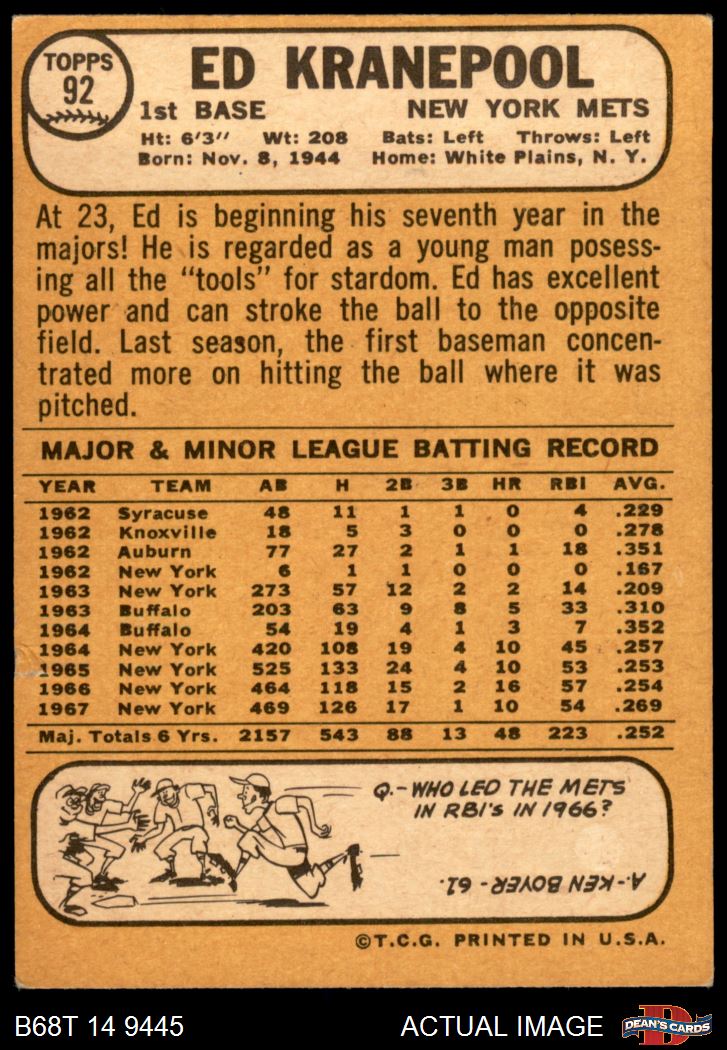 TOPPS
92
ED KRANEPOOL
1st BASE NEW YORK METS
Ht: 6'3" Wt: 208 Bats: Left Throws: Left
Born: Nov. 8, 1944 Home: White Plains, N. Y.
At 23, Ed is beginning his seventh year in the
majors! He is regarded as a young man posess-
ing all the "tools" for stardom. Ed has excellent
power and can stroke the ball to the opposite
field. Last season, the first baseman concen-
trated more on hitting the ball where it was
pitched.
MAJOR & MINOR LEAGUE BATTING RECORD
YEAR TEAM AB H 2B 3B HR RBI AVG.
1962 Syracuse 48 11 1 1 0 4 .229
1962 Knoxville 18 5 3 0 0 0 .278
1962 Auburn 77 27 2 1 1 18 .351
1962 New York 6 1 1 0 0 0 .167
1963 New York 273 57 12 2 2 14 .209
1963 Buffalo 203 63 9 8 5 33 .310
1964 Buffalo 54 19 4 1 3 7 .352
1964 New York 420 108 19 4 10 45 .257
1965 New York 525 133 24 4 10 53 .253
1966 New York 464 118 15 2 16 57 .254
1967 New York 469 126 17 1 10 54 .269
Maj. Totals 6 Yrs. 2157 543 88 13 48 223 .252
Q.-WHO LED THE METS
IN RBI'S IN 1966?
A.-KEN BOYER - 61.
©T.C.G. PRINTED IN U.S.A.
B68T 14 9445 ACTUAL IMAGE D DEAN'S CARDS